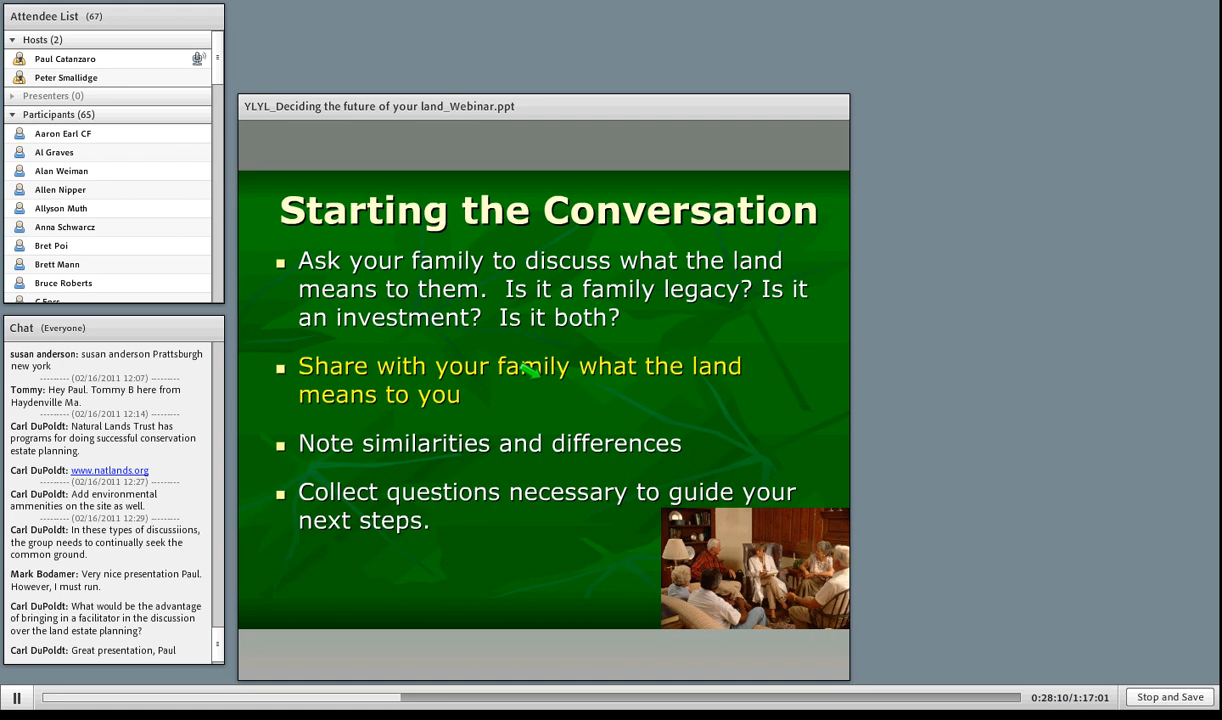 Attendee List (67)
Hosts (2)
Paul Catanzaro
Peter Smallidge
Presenters (0)
Participants (65)
Aaron Earl CF
Al Graves
Alan Weiman
Allen Nipper
Allyson Muth
Anna Schwarcz
Bret Poi
Brett Mann
Bruce Roberts
Chat (Everyone)
susan anderson: susan anderson Prattsburgh
new york
--------- (02/16/2011 12:07) ---------
Tommy: Hey Paul. Tommy B here from
Haydenville Ma.
--------- (02/16/2011 12:14) ---------
Carl DuPoldt: Natural Lands Trust has
programs for doing successful conservation
estate planning.
Carl DuPoldt: www.natlands.org
--------- (02/16/2011 12:27) ---------
Carl DuPoldt: Add environmental
ammenities on the site as well.
--------- (02/16/2011 12:29) ---------
Carl DuPoldt: In these types of discussiions,
the group needs to continually seek the
common ground.
Mark Bodamer: Very nice presentation Paul.
However, I must run.
Carl DuPoldt: What would be the advantage
of bringing in a facilitator in the discussion
over the land estate planning?
Carl DuPoldt: Great presentation, Paul
YLYL_Deciding the future of your land_Webinar.ppt
Starting the Conversation
Ask your family to discuss what the land
means to them. Is it a family legacy? Is it
an investment? Is it both?
Share with your family what the land
means to you
Note similarities and differences
Collect questions necessary to guide your
next steps.
0:28:10/1:17:01
Stop and Save